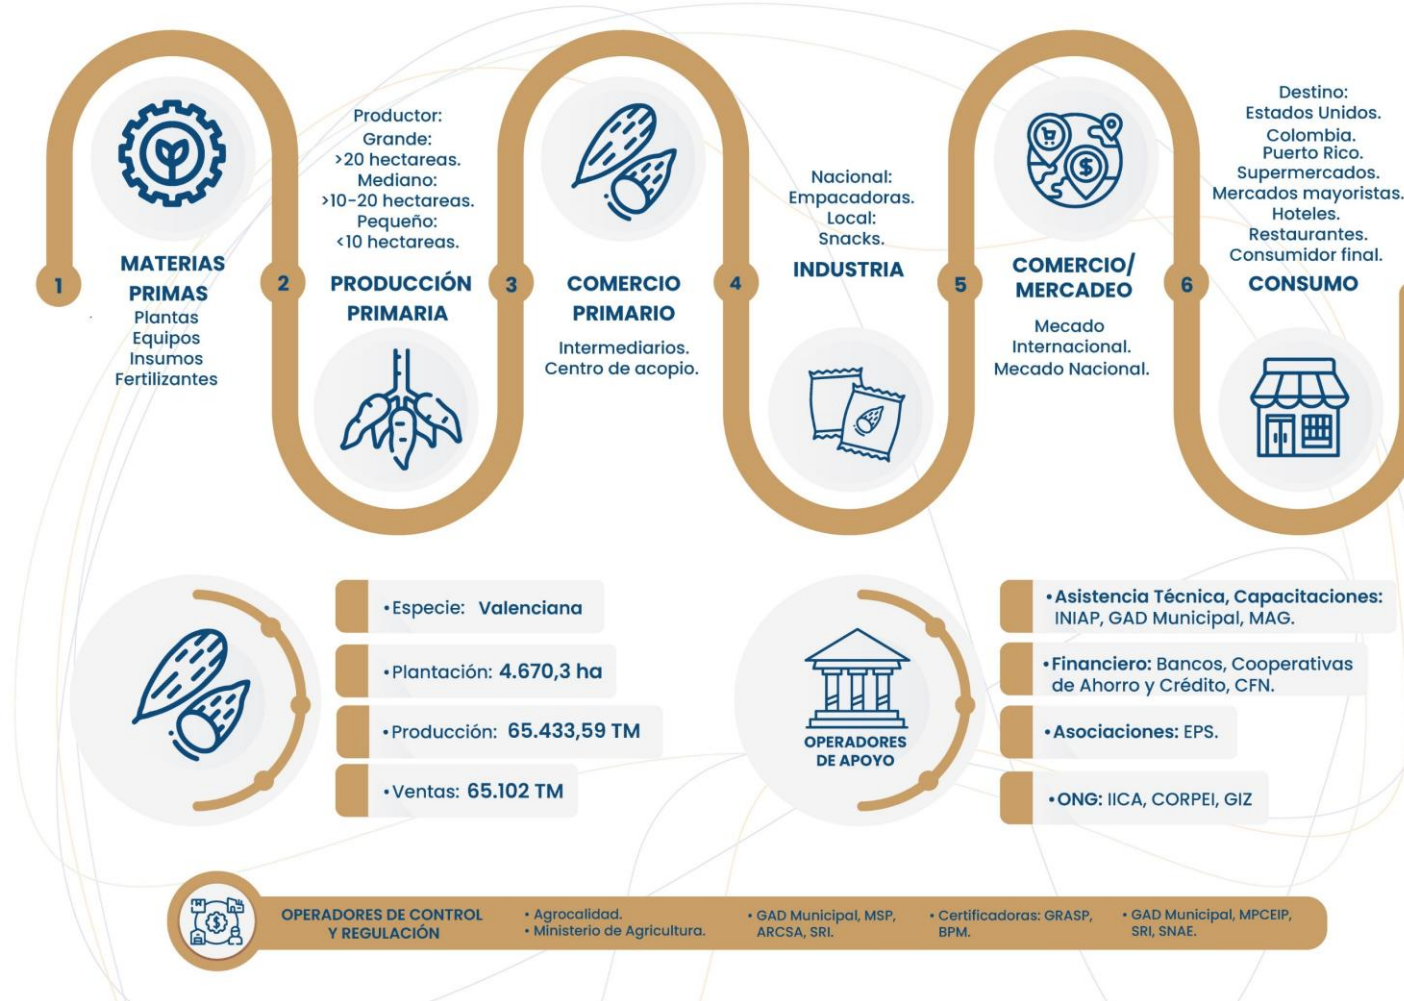 1
MATERIAS
PRIMAS
Plantas
Equipos
Insumos
Fertilizantes
2
Productor:
Grande:
>20 hectareas.
Mediano:
>10-20 hectareas.
Pequeño:
<10 hectareas.
PRODUCCIÓN
PRIMARIA
3
COMERCIO
PRIMARIO
Intermediarios.
Centro de acopio.
4
Nacional:
Empacadoras.
Local:
Snacks.
INDUSTRIA
5
COMERCIO/
MERCADEO
Mecado
Internacional.
Mecado Nacional.
6
Destino:
Estados Unidos.
Colombia.
Puerto Rico.
Supermercados.
Mercados mayoristas.
Hoteles.
Restaurantes.
Consumidor final.
CONSUMO
•Especie: Valenciana
•Plantación: 4.670,3 ha
•Producción: 65.433,59 TM
•Ventas: 65.102 TM
OPERADORES
DE APOYO
•Asistencia Técnica, Capacitaciones:
INIAP, GAD Municipal, MAG.
•Financiero: Bancos, Cooperativas
de Ahorro y Crédito, CFN.
•Asociaciones: EPS.
•ONG: IICA, CORPEI, GIZ
OPERADORES DE CONTROL
Y REGULACIÓN
• Agrocalidad.
• Ministerio de Agricultura.
• GAD Municipal, MSP,
ARCSA, SRI.
• Certificadoras: GRASP,
BPM.
• GAD Municipal, MPCEIP,
SRI, SNAE.